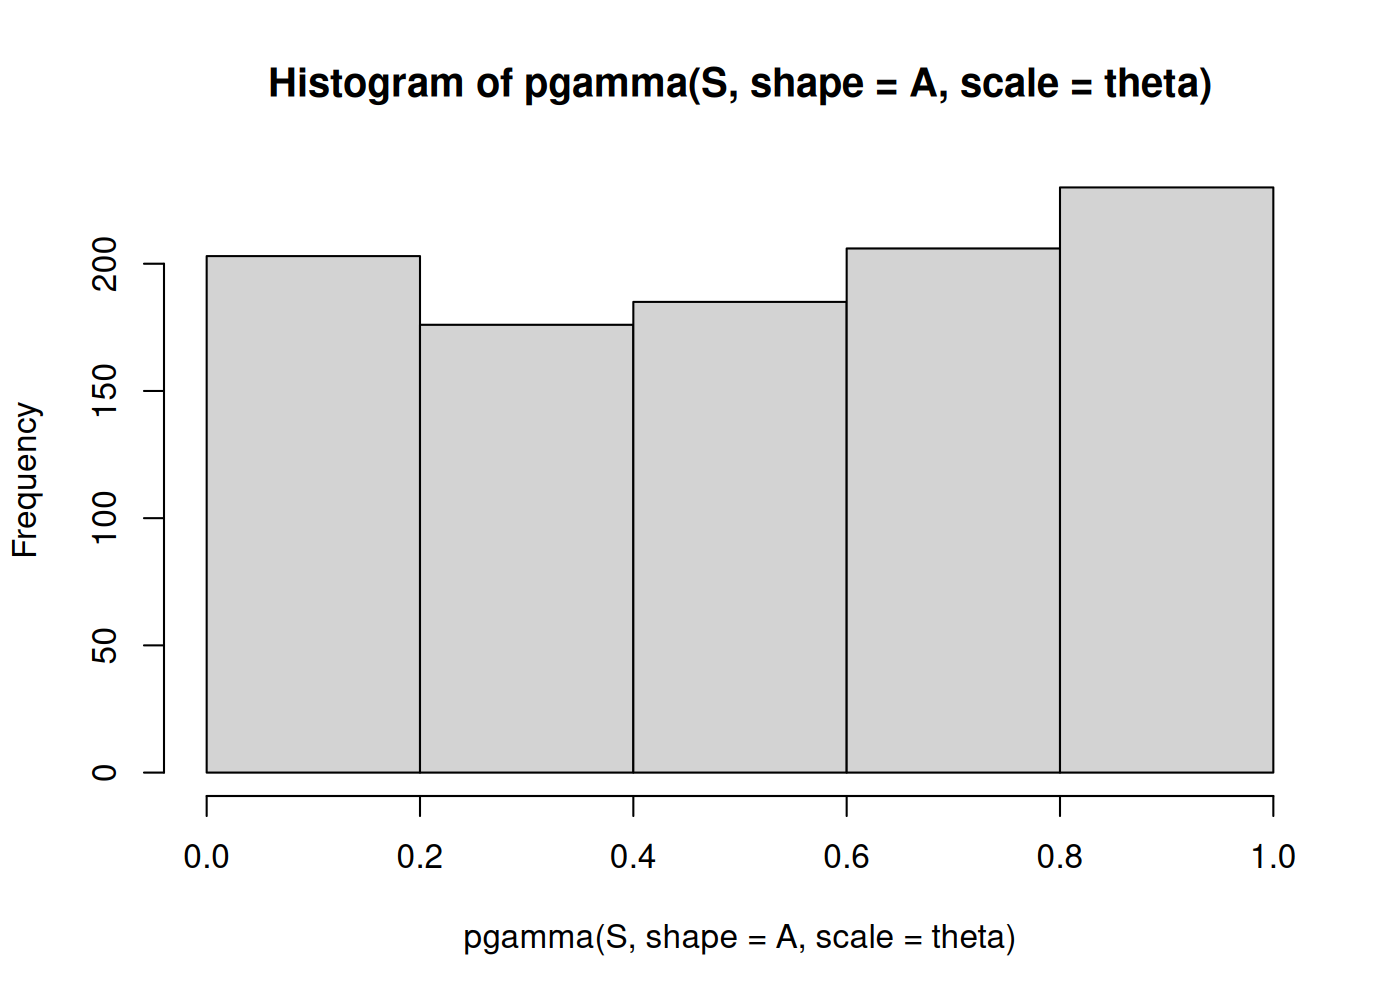 Histogram of pgamma(S, shape = A, scale = theta)
Frequency
200
150
100
50
0
0.0 0.2 0.4 0.6 0.8 1.0
pgamma(S, shape = A, scale = theta)